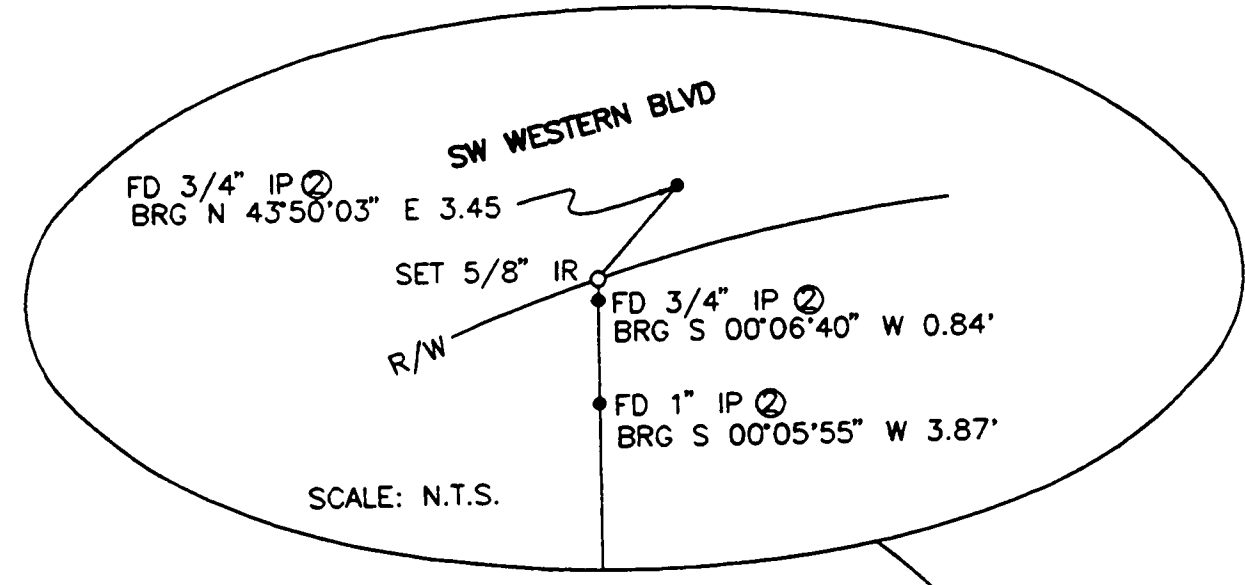 SW WESTERN BLVD
FD 3/4" IP ②
BRG N 43°50'03" E 3.45
SET 5/8" IR
FD 3/4" IP ②
BRG S 00°06'40" W 0.84'
R/W
FD 1" IP ②
BRG S 00°05'55" W 3.87'
SCALE: N.T.S.